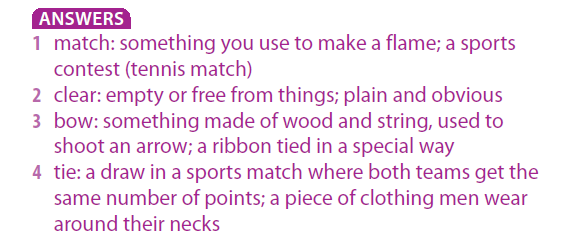 ANSWERS
1 match: something you use to make a flame; a sports
contest (tennis match)
2 clear: empty or free from things; plain and obvious
3 bow: something made of wood and string, used to
shoot an arrow; a ribbon tied in a special way
4 tie: a draw in a sports match where both teams get the
same number of points; a piece of clothing men wear
around their necks